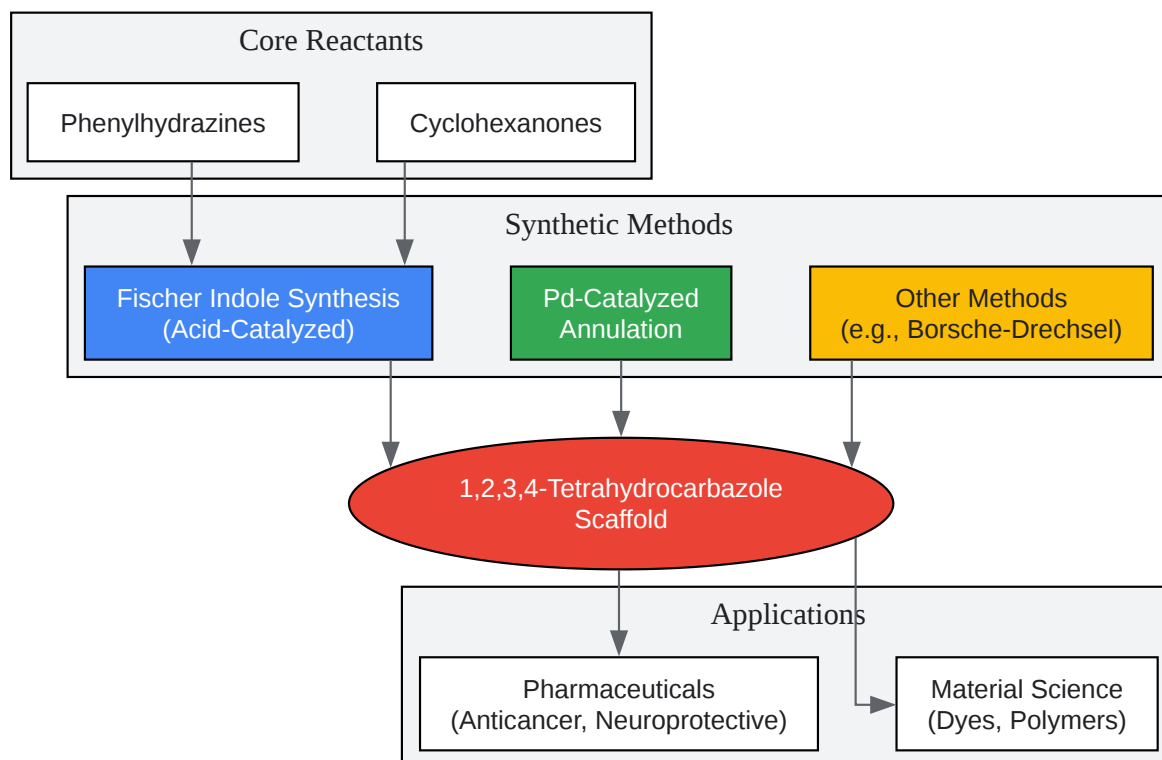 Core Reactants
Phenylhydrazines
Cyclohexanones
Synthetic Methods
Fischer Indole Synthesis
(Acid-Catalyzed)
Pd-Catalyzed
Annulation
Other Methods
(e.g., Borsche-Drechsel)
1,2,3,4-Tetrahydrocarbazole
Scaffold
Applications
Pharmaceuticals
(Anticancer, Neuroprotective)
Material Science
(Dyes, Polymers)